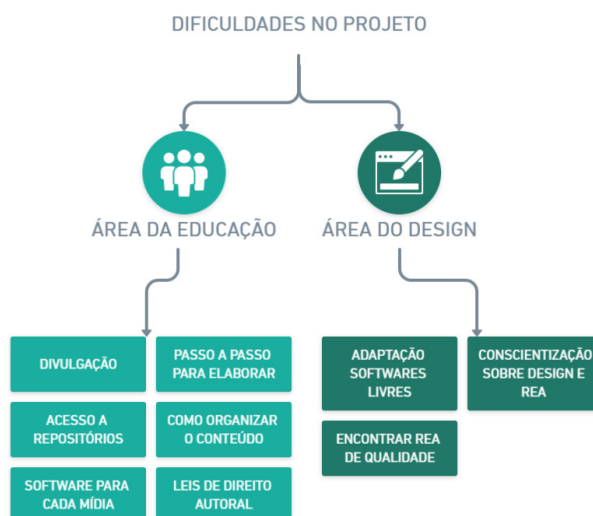 DIFICULDADES NO PROJETO
ÁREA DA EDUCAÇÃO
ÁREA DO DESIGN
DIVULGAÇÃO
PASSO A PASSO
PARA ELABORAR
ACESSO A
REPOSITÓRIOS
COMO ORGANIZAR
O CONTEÚDO
SOFTWARE PARA
CADA MÍDIA
LEIS DE DIREITO
AUTORAL
ADAPTAÇÃO
SOFTWARES
LIVRES
CONSCIENTIZAÇÃO
SOBRE DESIGN E
REA
ENCONTRAR REA
DE QUALIDADE